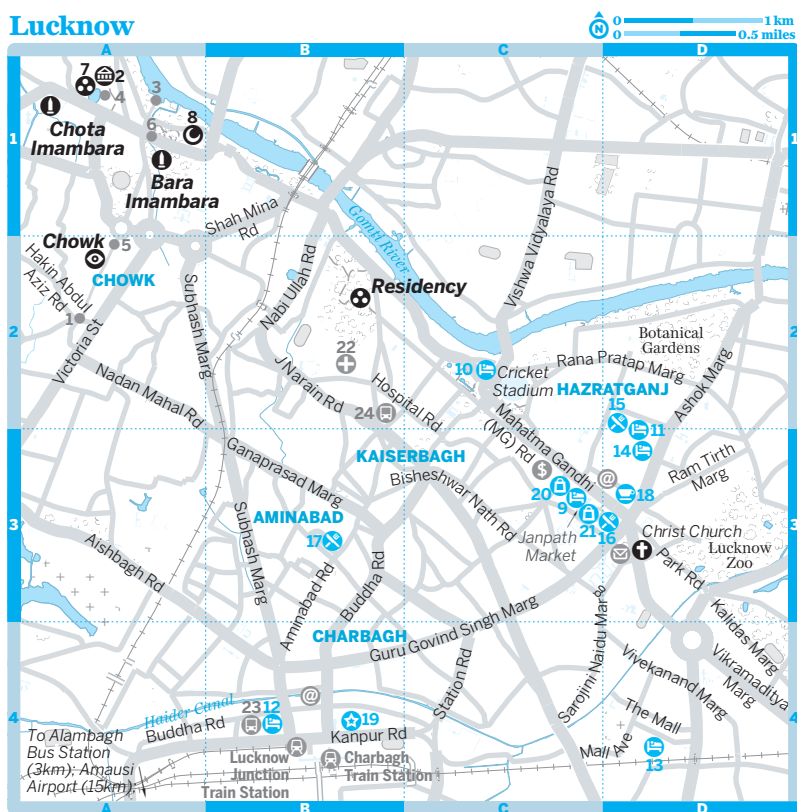 Lucknow
N
0 1 km
0 0.5 miles
A B C D
7
2
4
3
6
8
Chota
Imambara
Bara
Imambara
1
1
Shah Mina
Rd
Gomti River
Vishwa Vidyalaya Rd
Chowk
5
CHOWK
Hakin Abdul
Aziz Rd
1
Victoria St
Subhash Marg
Nabi Ullah Rd
Residency
2
2
Botanical
Gardens
22
10
Cricket
Stadium
Rana Pratap Marg
HAZRATGANJ
Ashok Marg
Nadan Mahal Rd
J Narain Rd
Hospital Rd
24
15
11
14
Mahatma Gandhi
(MG) Rd
KAISERBAGH
Ganaprasad Marg
Bisheshwar Nath Rd
$
@
Ram Tirth
Marg
20
9
18
21
16
3
3
AMINABAD
17
Subhash Marg
Janpath
Market
Christ Church
Lucknow
Zoo
Aishbagh Rd
Aminabad Rd
Buddha Rd
Park Rd
CHARBAGH
Guru Govind Singh Marg
Sarojini Naidu Marg
Kalidas Marg
Vikramaditya
Marg
Vivekanand Marg
Station Rd
@
Haider Canal
Buddha Rd
23
12
19
Kanpur Rd
The Mall
Mall Ave
13
4
4
To Alambagh
Bus Station
(3km); Amausi
Airport (15km)
Lucknow
Junction
Train Station
Charbagh
Train Station
A B C D